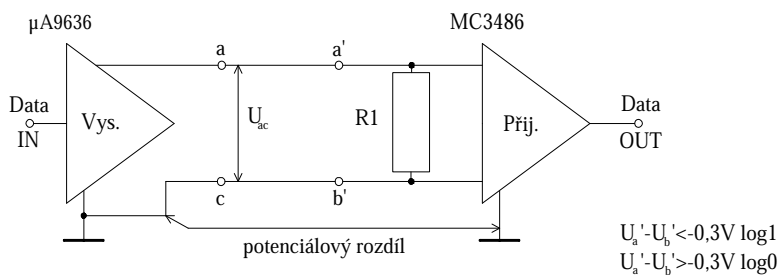 µA9636
MC3486
a
a'
Data
IN
Vys.
U_ac
R1
Přij.
Data
OUT
c
b'
potenciálový rozdíl
U_a'-U_b'<-0,3V log1
U_a'-U_b'>-0,3V log0